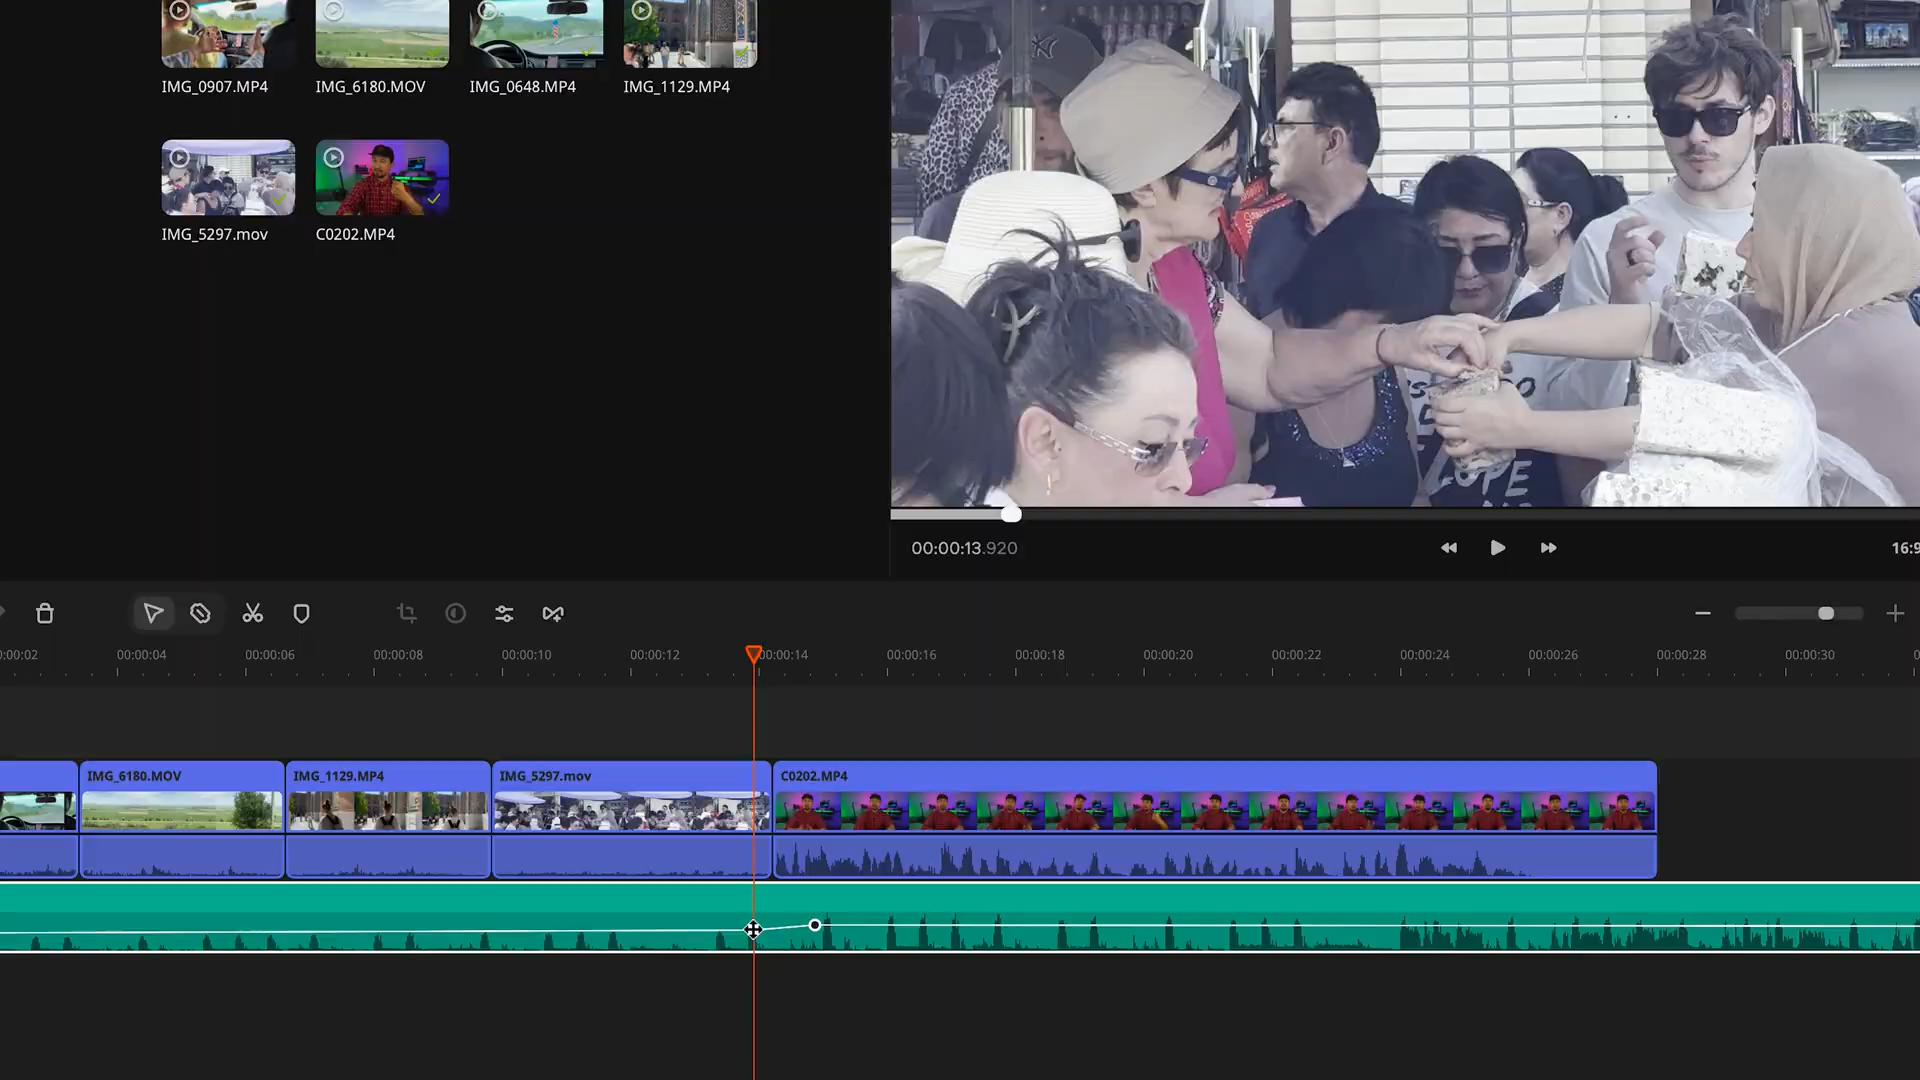 IMG_0907.MP4
IMG_6180.MOV
IMG_0648.MP4
IMG_1129.MP4
IMG_5297.mov
C0202.MP4
00:00:13.920
16:9
0:00:02
00:00:04
00:00:06
00:00:08
00:00:10
00:00:12
00:00:14
00:00:16
00:00:18
00:00:20
00:00:22
00:00:24
00:00:26
00:00:28
00:00:30
IMG_6180.MOV
IMG_1129.MP4
IMG_5297.mov
C0202.MP4